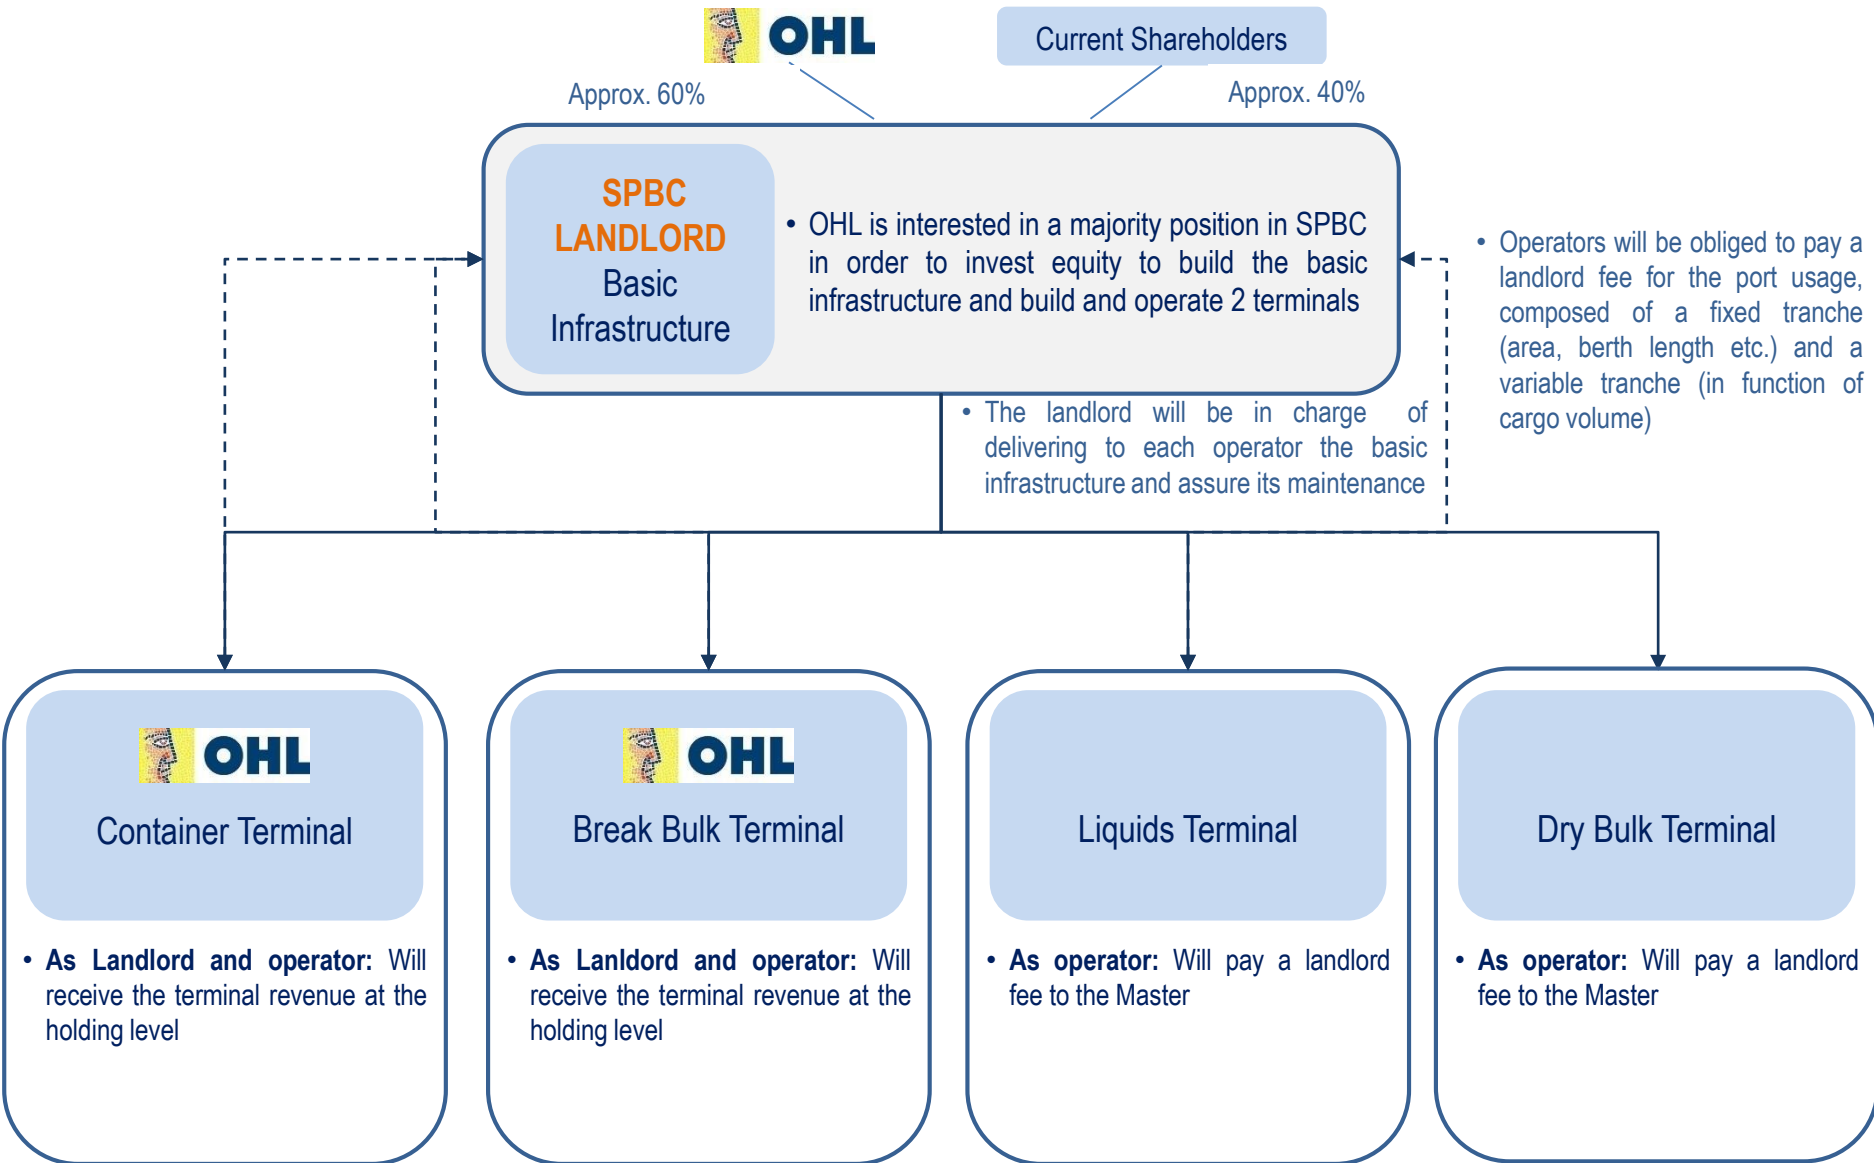 OHL
Current Shareholders
Approx. 60%
Approx. 40%
SPBC
LANDLORD
Basic
Infrastructure
• OHL is interested in a majority position in SPBC
in order to invest equity to build the basic
infrastructure and build and operate 2 terminals
• Operators will be obliged to pay a
landlord fee for the port usage,
composed of a fixed tranche
(area, berth length etc.) and a
variable tranche (in function of
cargo volume)
• The landlord will be in charge of
delivering to each operator the basic
infrastructure and assure its maintenance
OHL
Container Terminal
• As Landlord and operator: Will
receive the terminal revenue at the
holding level
OHL
Break Bulk Terminal
• As Lanldord and operator: Will
receive the terminal revenue at the
holding level
Liquids Terminal
• As operator: Will pay a landlord
fee to the Master
Dry Bulk Terminal
• As operator: Will pay a landlord
fee to the Master